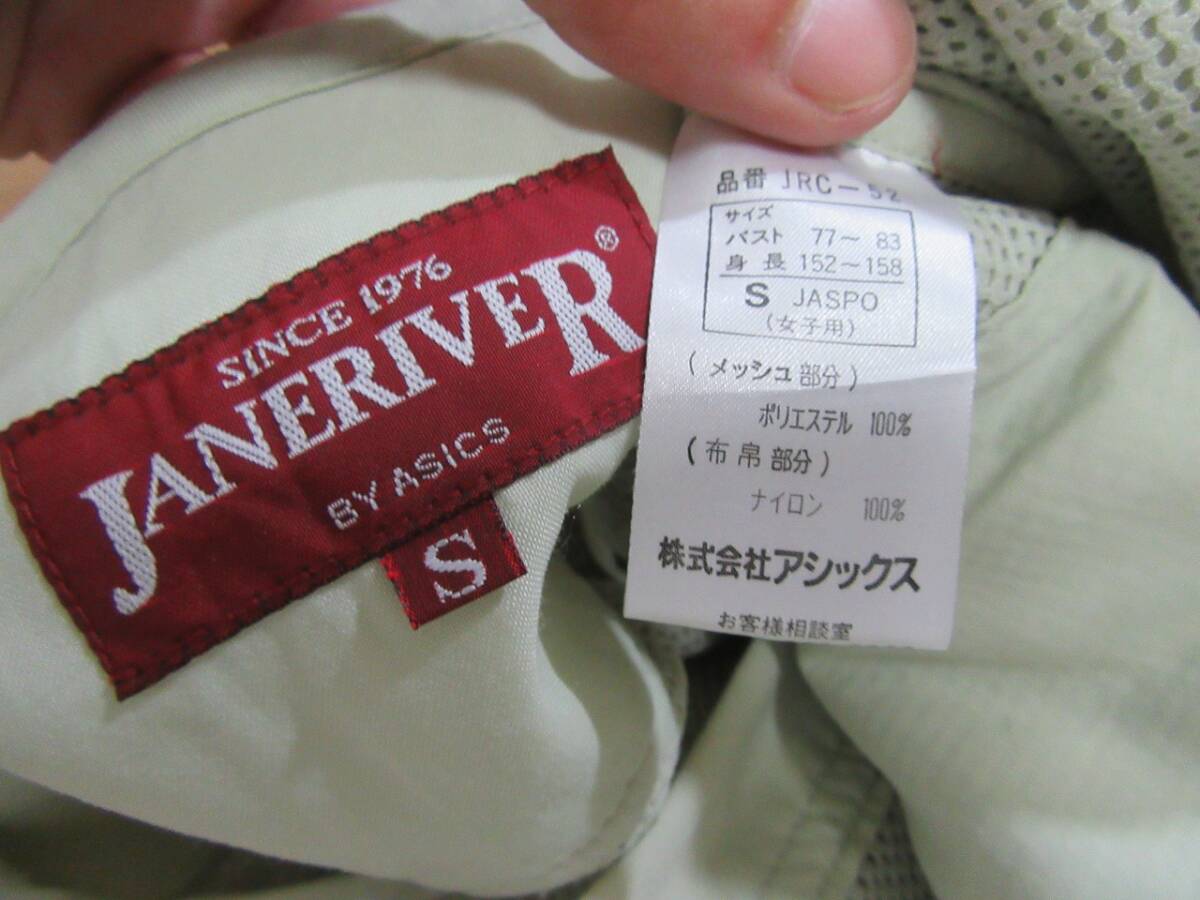 SINCE 1976
JANERIVER®
BY ASICS
S
品番 JRC-52
サイズ
バスト 77～ 83
身長 152～158
S JASPO
(女子用)
(メッシュ部分)
ポリエステル 100%
(布帛部分)
ナイロン 100%
株式会社アシックス
お客様相談室